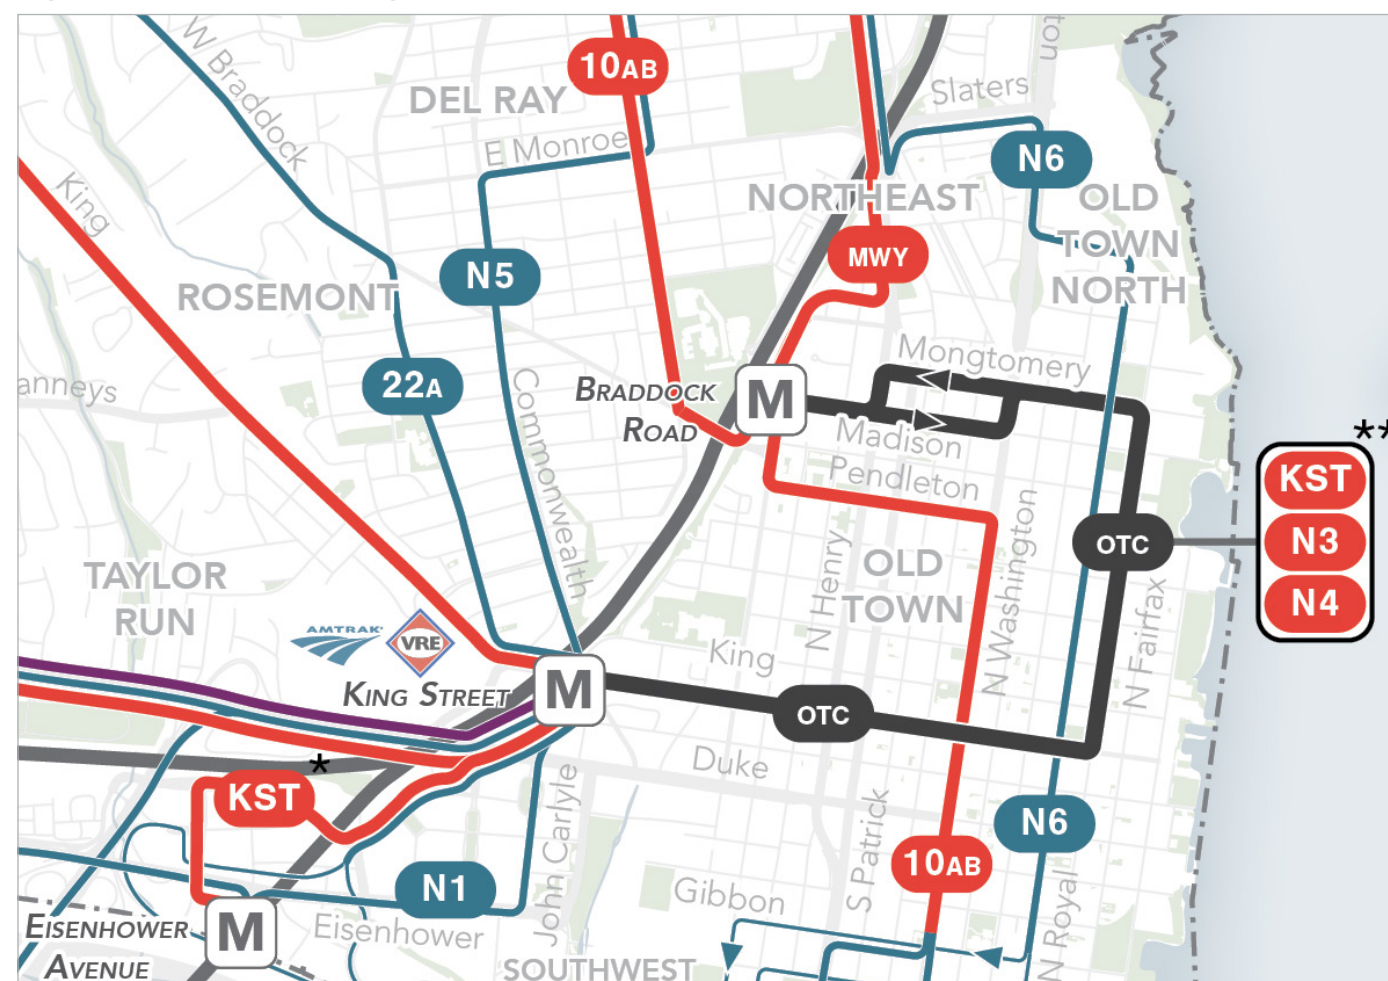 W Braddock
10AB
DEL RAY
E Monroe
Slaters
ton
N6
NORTHEAST
OLD
TOWN
NORTH
King
MWY
N5
ROSEMONT
22A
anneys
Commonwealth
BRADDOCK
ROAD
M
Mongtomery
Madison
Pendleton
**
KST
N3
N4
OTC
TAYLOR
RUN
N Henry
OLD
TOWN
N Washington
N Fairfax
AMTRAK
VRE
KING STREET
M
King
OTC
*
KST
Duke
N6
John Carlyle
S Patrick
10AB
N1
Gibbon
EISENHOWER
AVENUE
M
Eisenhower
SOUTHWEST
N Royal